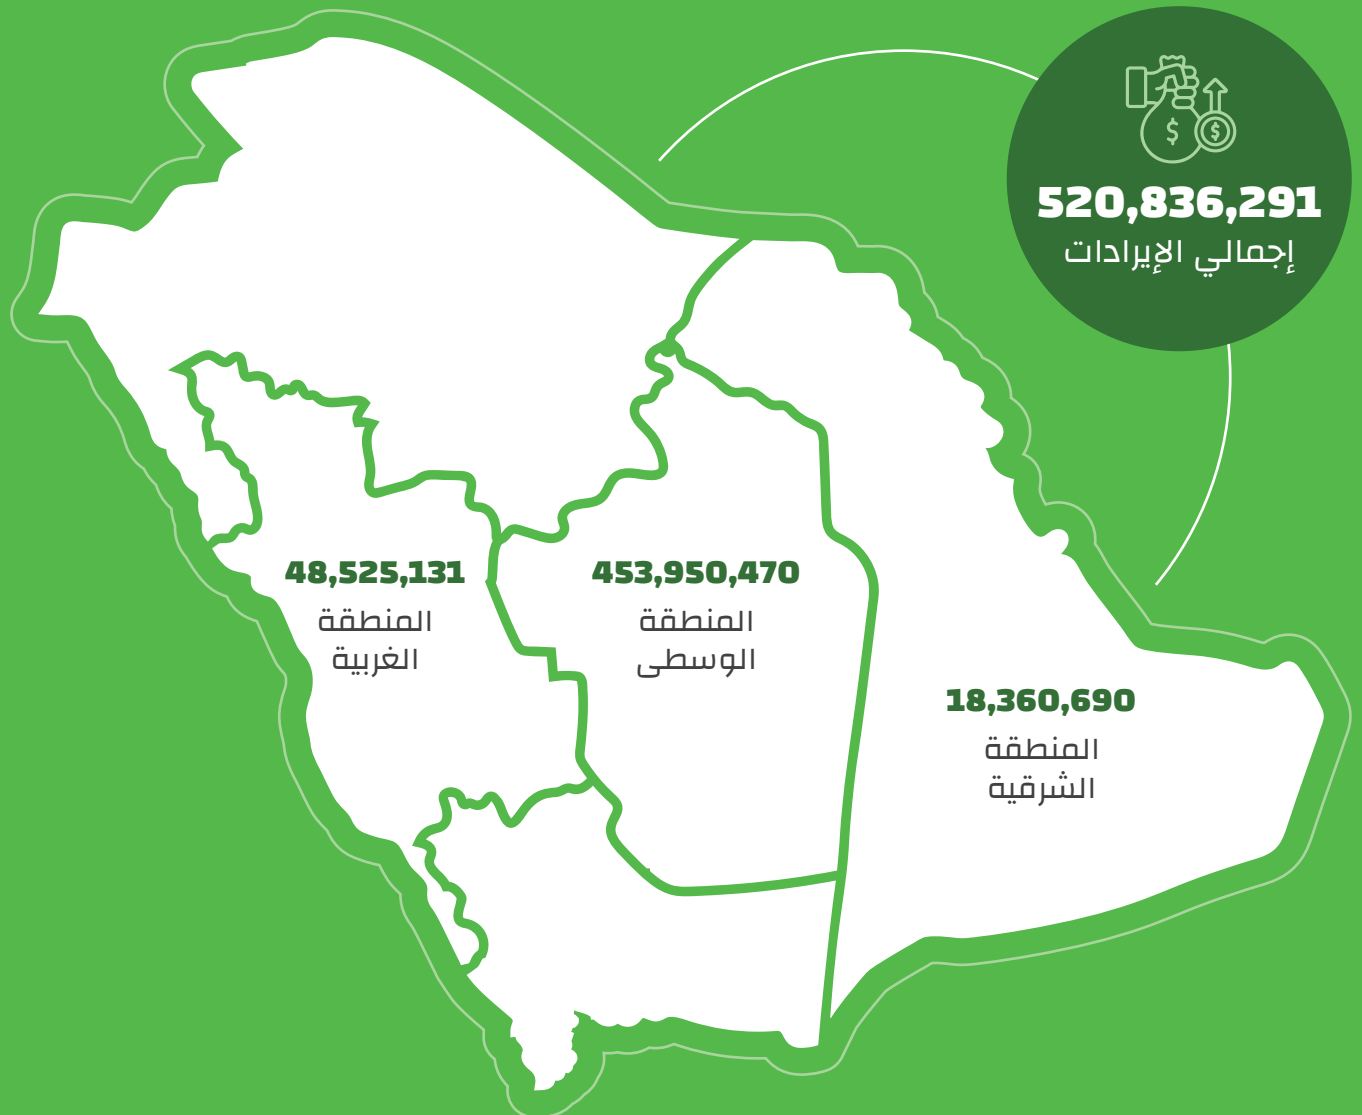 520,836,291
إجمالي الإيرادات
453,950,470
المنطقة
الوسطى
48,525,131
المنطقة
الغربية
18,360,690
المنطقة
الشرقية